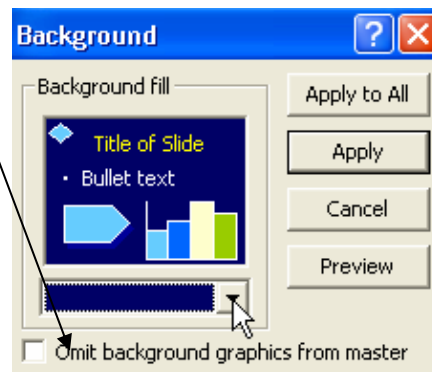 Background
Background fill
Title of Slide
• Bullet text
Apply to All
Apply
Cancel
Preview
Omit background graphics from master